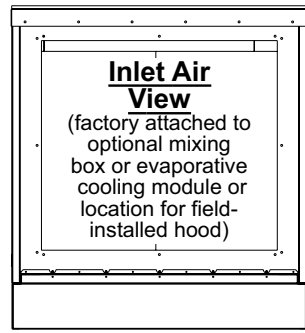 Inlet Air
View
(factory attached to
optional mixing
box or evaporative
cooling module or
location for field-
installed hood)